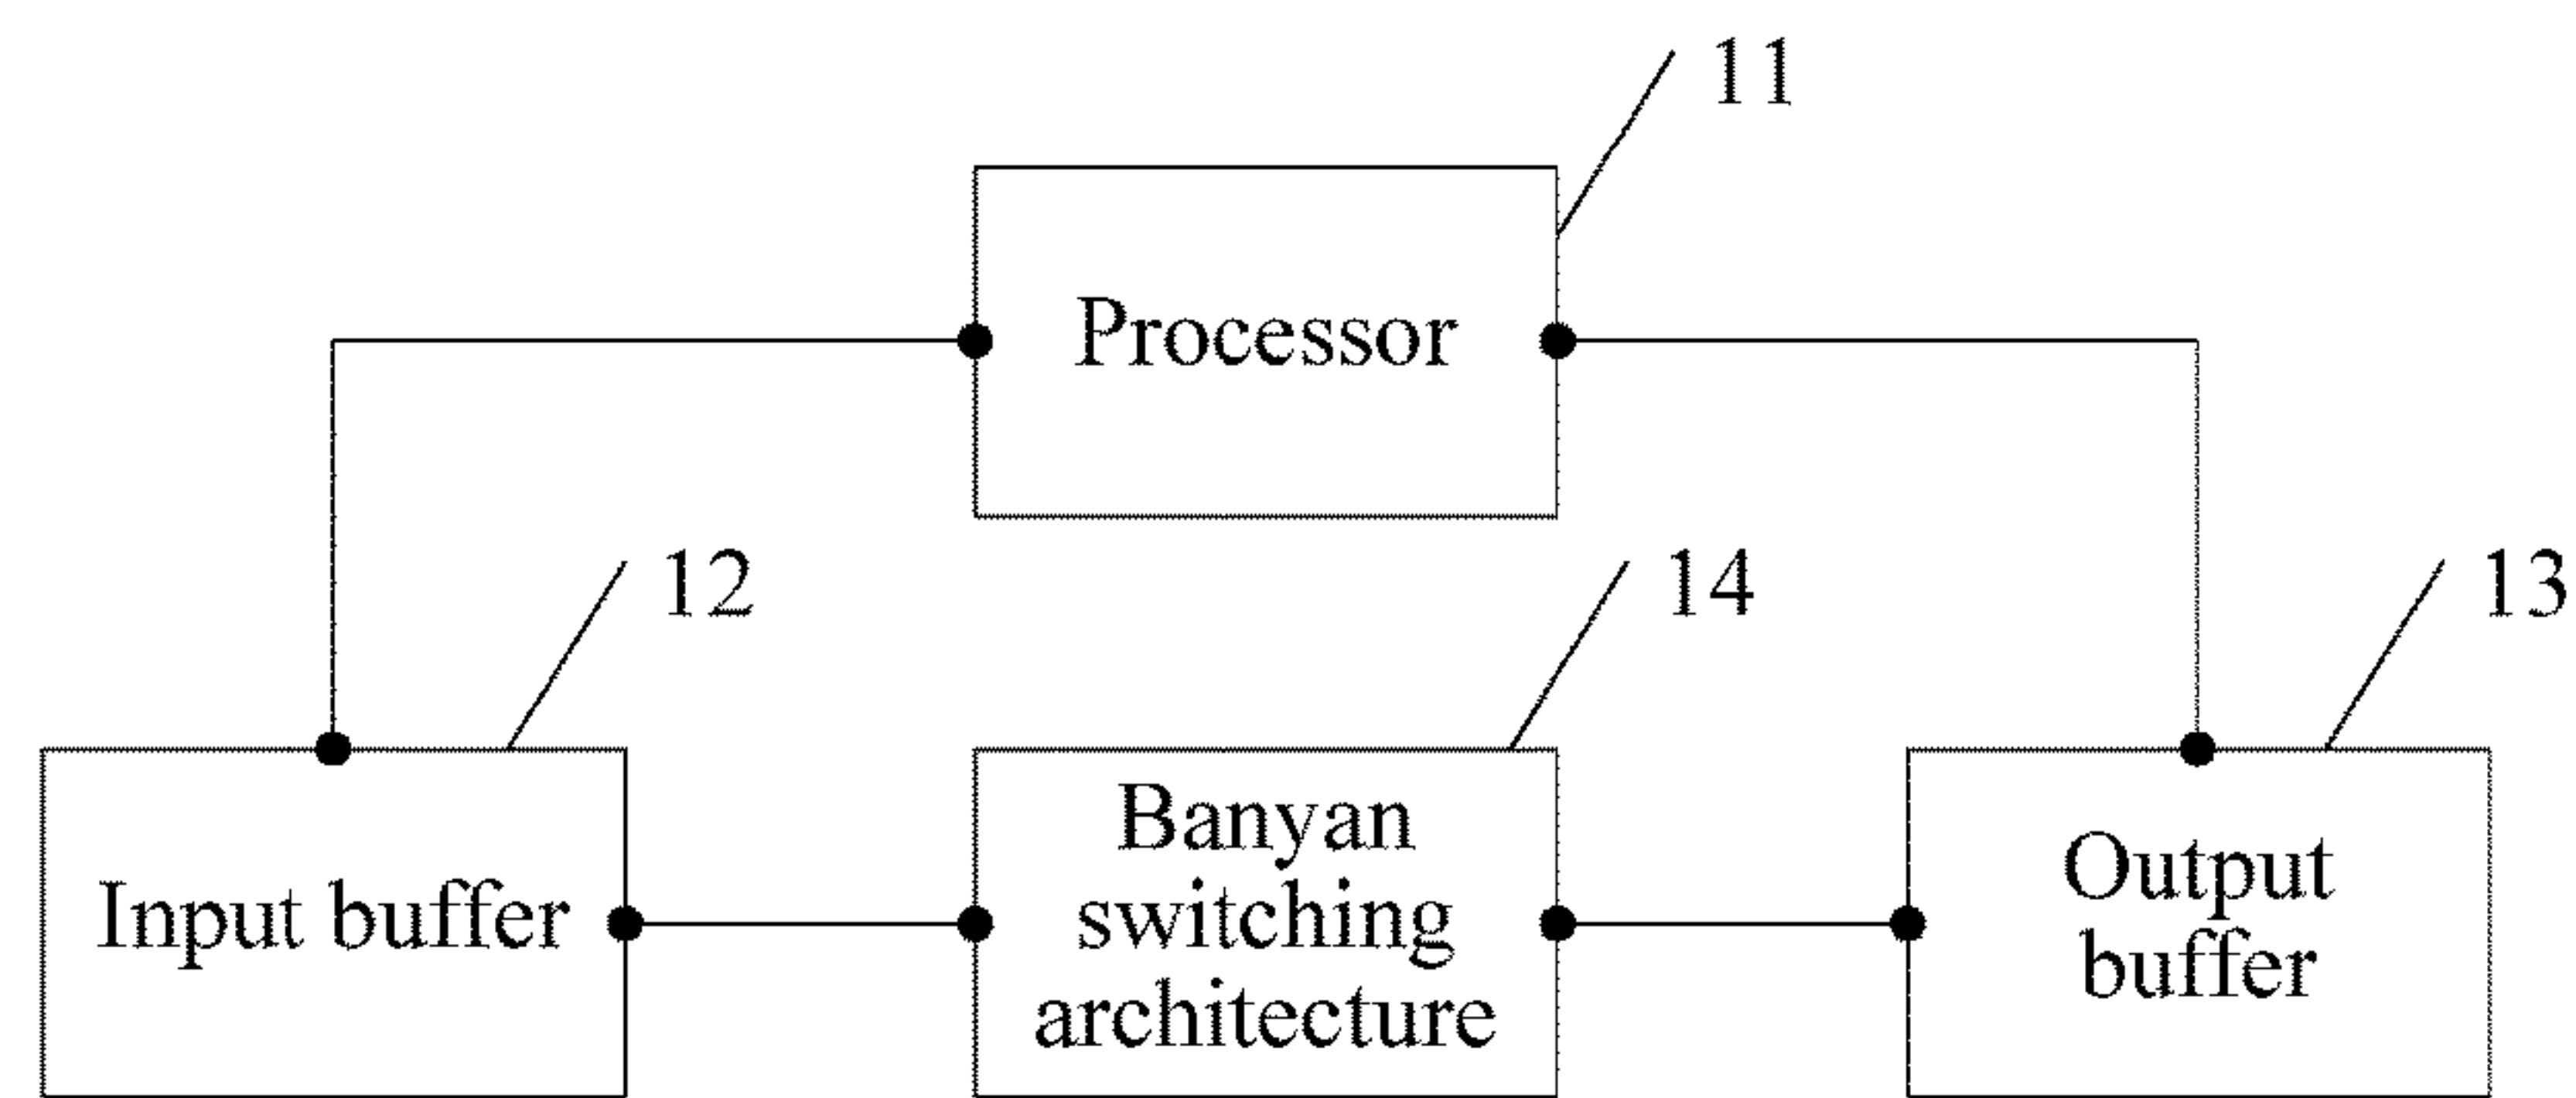 11
Processor
12
14
13
Input buffer
Banyan
switching
architecture
Output
buffer